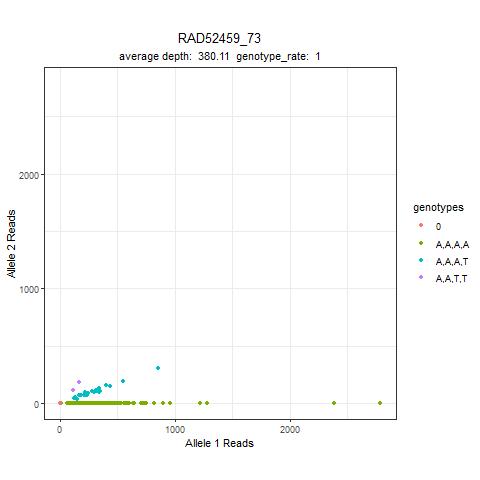 RAD52459_73
average depth: 380.11 genotype_rate: 1
Allele 2 Reads
2000
1000
0
0
1000
2000
Allele 1 Reads
genotypes
0
A,A,A,A
A,A,A,T
A,A,T,T